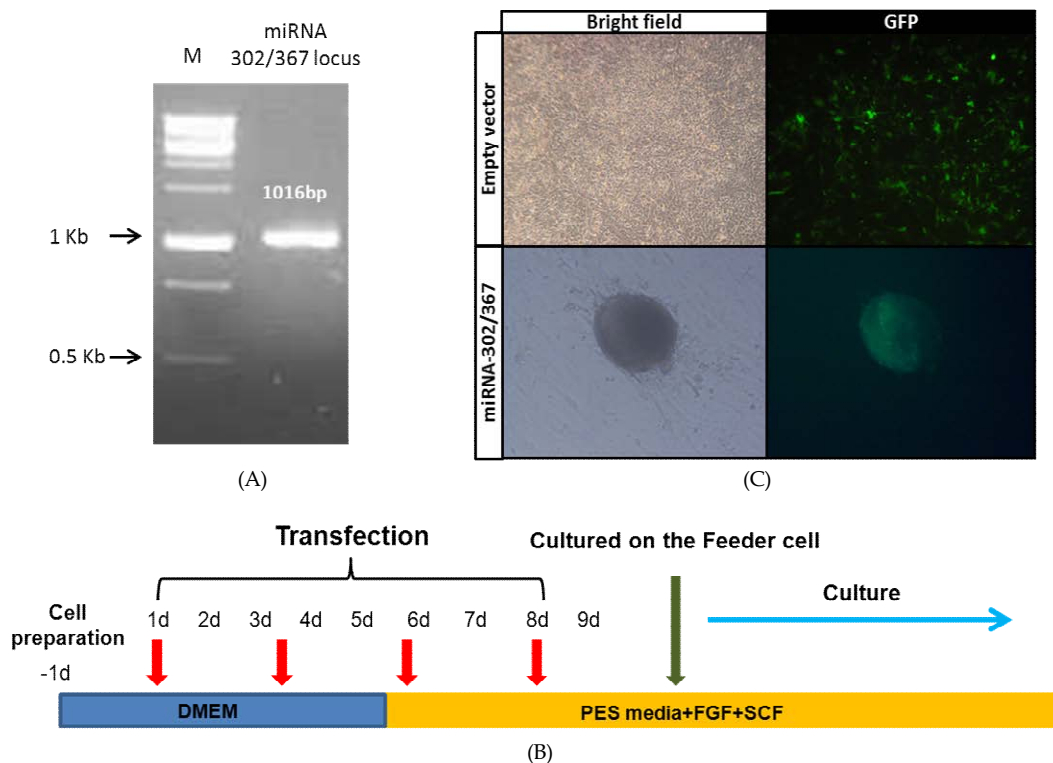 M
miRNA
302/367 locus
1016bp
1 Kb
0.5 Kb
(A)
Bright field
GFP
Empty vector
miRNA-302/367
(C)
Transfection
Cultured on the Feeder cell
Culture
Cell
preparation
-1d
1d 2d 3d 4d 5d 6d 7d 8d 9d
DMEM
PES media+FGF+SCF
(B)